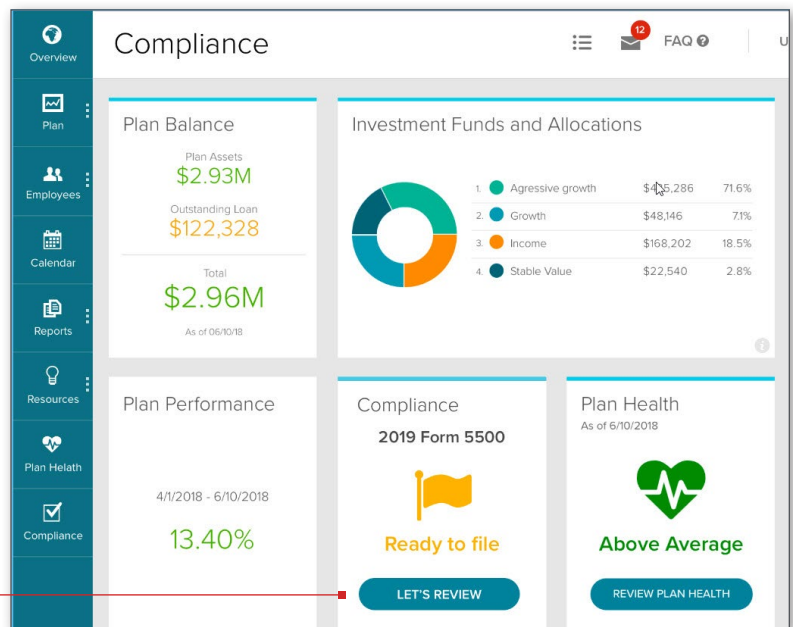 Overview
Plan
Employees
Calendar
Reports
Resources
Plan Helath
Compliance
Compliance
12
FAQ
U
Plan Balance
Plan Assets
$2.93M
Outstanding Loan
$122,328
Total
$2.96M
As of 06/10/18
Investment Funds and Allocations
1. Agressive growth 71.6%
2. Growth $48,146 7.1%
3. Income $168,202 18.5%
4. Stable Value $22,540 2.8%
Plan Performance
4/1/2018 - 6/10/2018
13.40%
Compliance
2019 Form 5500
Ready to file
LET'S REVIEW
Plan Health
As of 6/10/2018
Above Average
REVIEW PLAN HEALTH